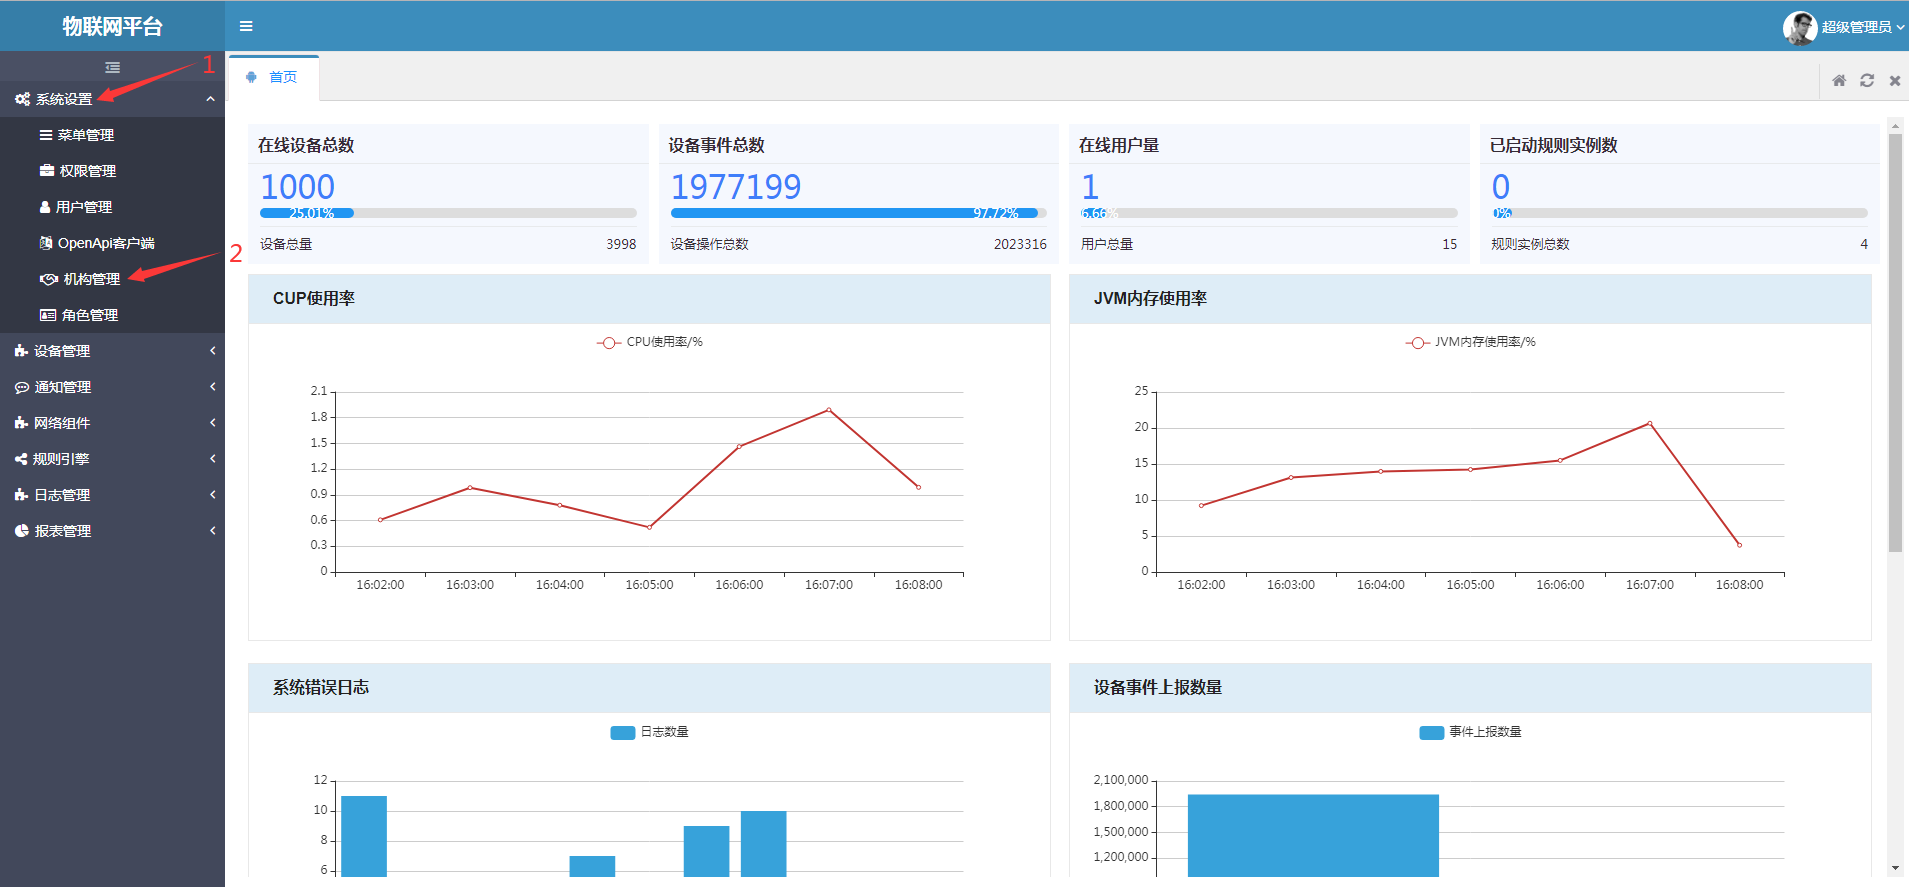 物联网平台
超级管理员
1
系统设置
菜单管理
权限管理
用户管理
OpenApi客户端
2
机构管理
角色管理
设备管理
通知管理
网络组件
规则引擎
日志管理
报表管理
首页
在线设备总数
1000
25.01%
设备总量 3998
设备事件总数
1977199
97.72%
设备操作总数 2023316
在线用户量
1
6.66%
用户总量 15
已启动规则实例数
0
0%
规则实例总数 4
CUP使用率
CPU使用率/%
2.1
1.8
1.5
1.2
0.9
0.6
0.3
0
16:02:00 16:03:00 16:04:00 16:05:00 16:06:00 16:07:00 16:08:00
JVM内存使用率
JVM内存使用率/%
25
20
15
10
5
0
16:02:00 16:03:00 16:04:00 16:05:00 16:06:00 16:07:00 16:08:00
系统错误日志
日志数量
12
10
8
6
设备事件上报数量
事件上报数量
2,100,000
1,800,000
1,500,000
1,200,000